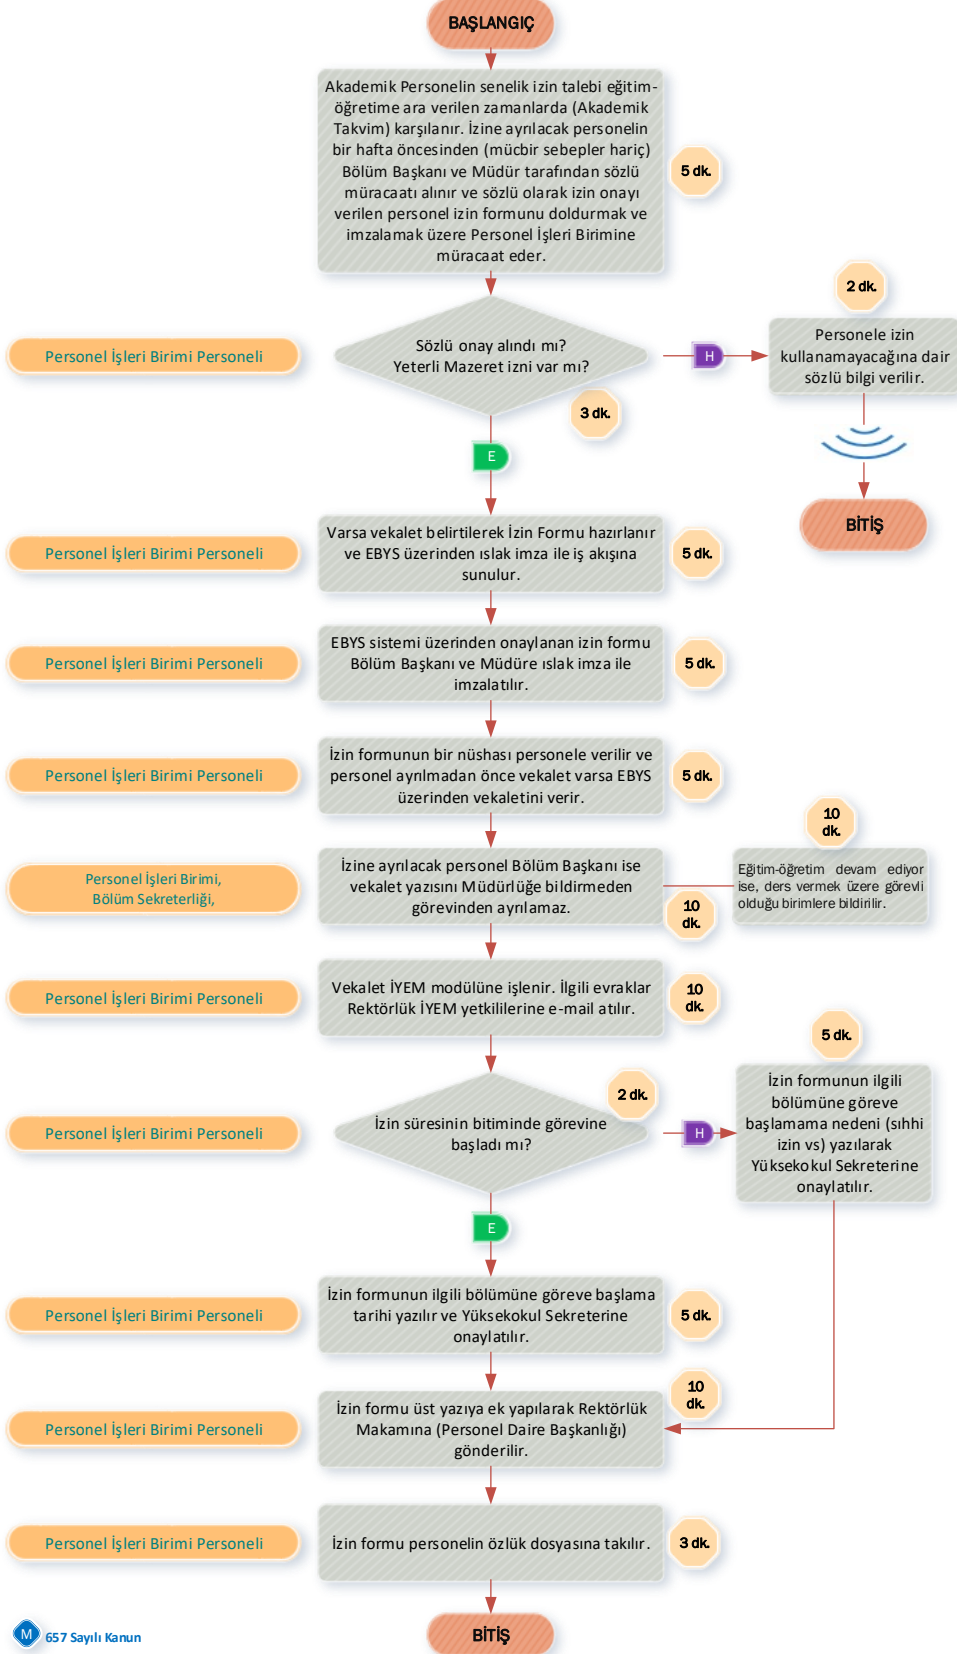 BAŞLANGIÇ
Akademik Personelin senelik izin talebi eğitim-
öğretime ara verilen zamanlarda (Akademik
Takvim) karşılanır. İzine ayrılacak personelin
bir hafta öncesinden (mücbir sebepler hariç)
Bölüm Başkanı ve Müdür tarafından sözlü
müracaatı alınır ve sözlü olarak izin onayı
verilen personel izin formunu doldurmak ve
imzalamak üzere Personel İşleri Birimine
müracaat eder.
5 dk.
Personel İşleri Birimi Personeli
Sözlü onay alındı mı?
Yeterli Mazeret izni var mı?
3 dk.
H
2 dk.
Personele izin
kullanamayacağına dair
sözlü bilgi verilir.
BİTİŞ
E
Personel İşleri Birimi Personeli
Varsa vekalet belirtilerek İzin Formu hazırlanır
ve EBYS üzerinden ıslak imza ile iş akışına
sunulur.
5 dk.
Personel İşleri Birimi Personeli
EBYS sistemi üzerinden onaylanan izin formu
Bölüm Başkanı ve Müdüre ıslak imza ile
imzalatılır.
5 dk.
Personel İşleri Birimi Personeli
İzin formunun bir nüshası personele verilir ve
personel ayrılmadan önce vekalet varsa EBYS
üzerinden vekaletini verir.
5 dk.
Personel İşleri Birimi,
Bölüm Sekreterliği,
İzine ayrılacak personel Bölüm Başkanı ise
vekalet yazısını Müdürlüğe bildirmeden
görevinden ayrılamaz.
10
dk.
10
dk.
Eğitim-öğretim devam ediyor
ise, ders vermek üzere görevli
olduğu birimlere bildirilir.
Personel İşleri Birimi Personeli
Vekalet İYEM modülüne işlenir. İlgili evraklar
Rektörlük İYEM yetkililerine e-mail atılır.
10
dk.
Personel İşleri Birimi Personeli
İzin süresinin bitiminde görevine
başladı mı?
2 dk.
H
5 dk.
İzin formunun ilgili
bölümüne göreve
başlamama nedeni (sıhhi
izin vs) yazılarak
Yüksekokul Sekreterine
onaylatılır.
E
Personel İşleri Birimi Personeli
İzin formunun ilgili bölümüne göreve başlama
tarihi yazılır ve Yüksekokul Sekreterine
onaylatılır.
5 dk.
Personel İşleri Birimi Personeli
İzin formu üst yazıya ek yapılarak Rektörlük
Makamına (Personel Daire Başkanlığı)
gönderilir.
10
dk.
Personel İşleri Birimi Personeli
İzin formu personelin özlük dosyasına takılır.
3 dk.
M
657 Sayılı Kanun
BİTİŞ